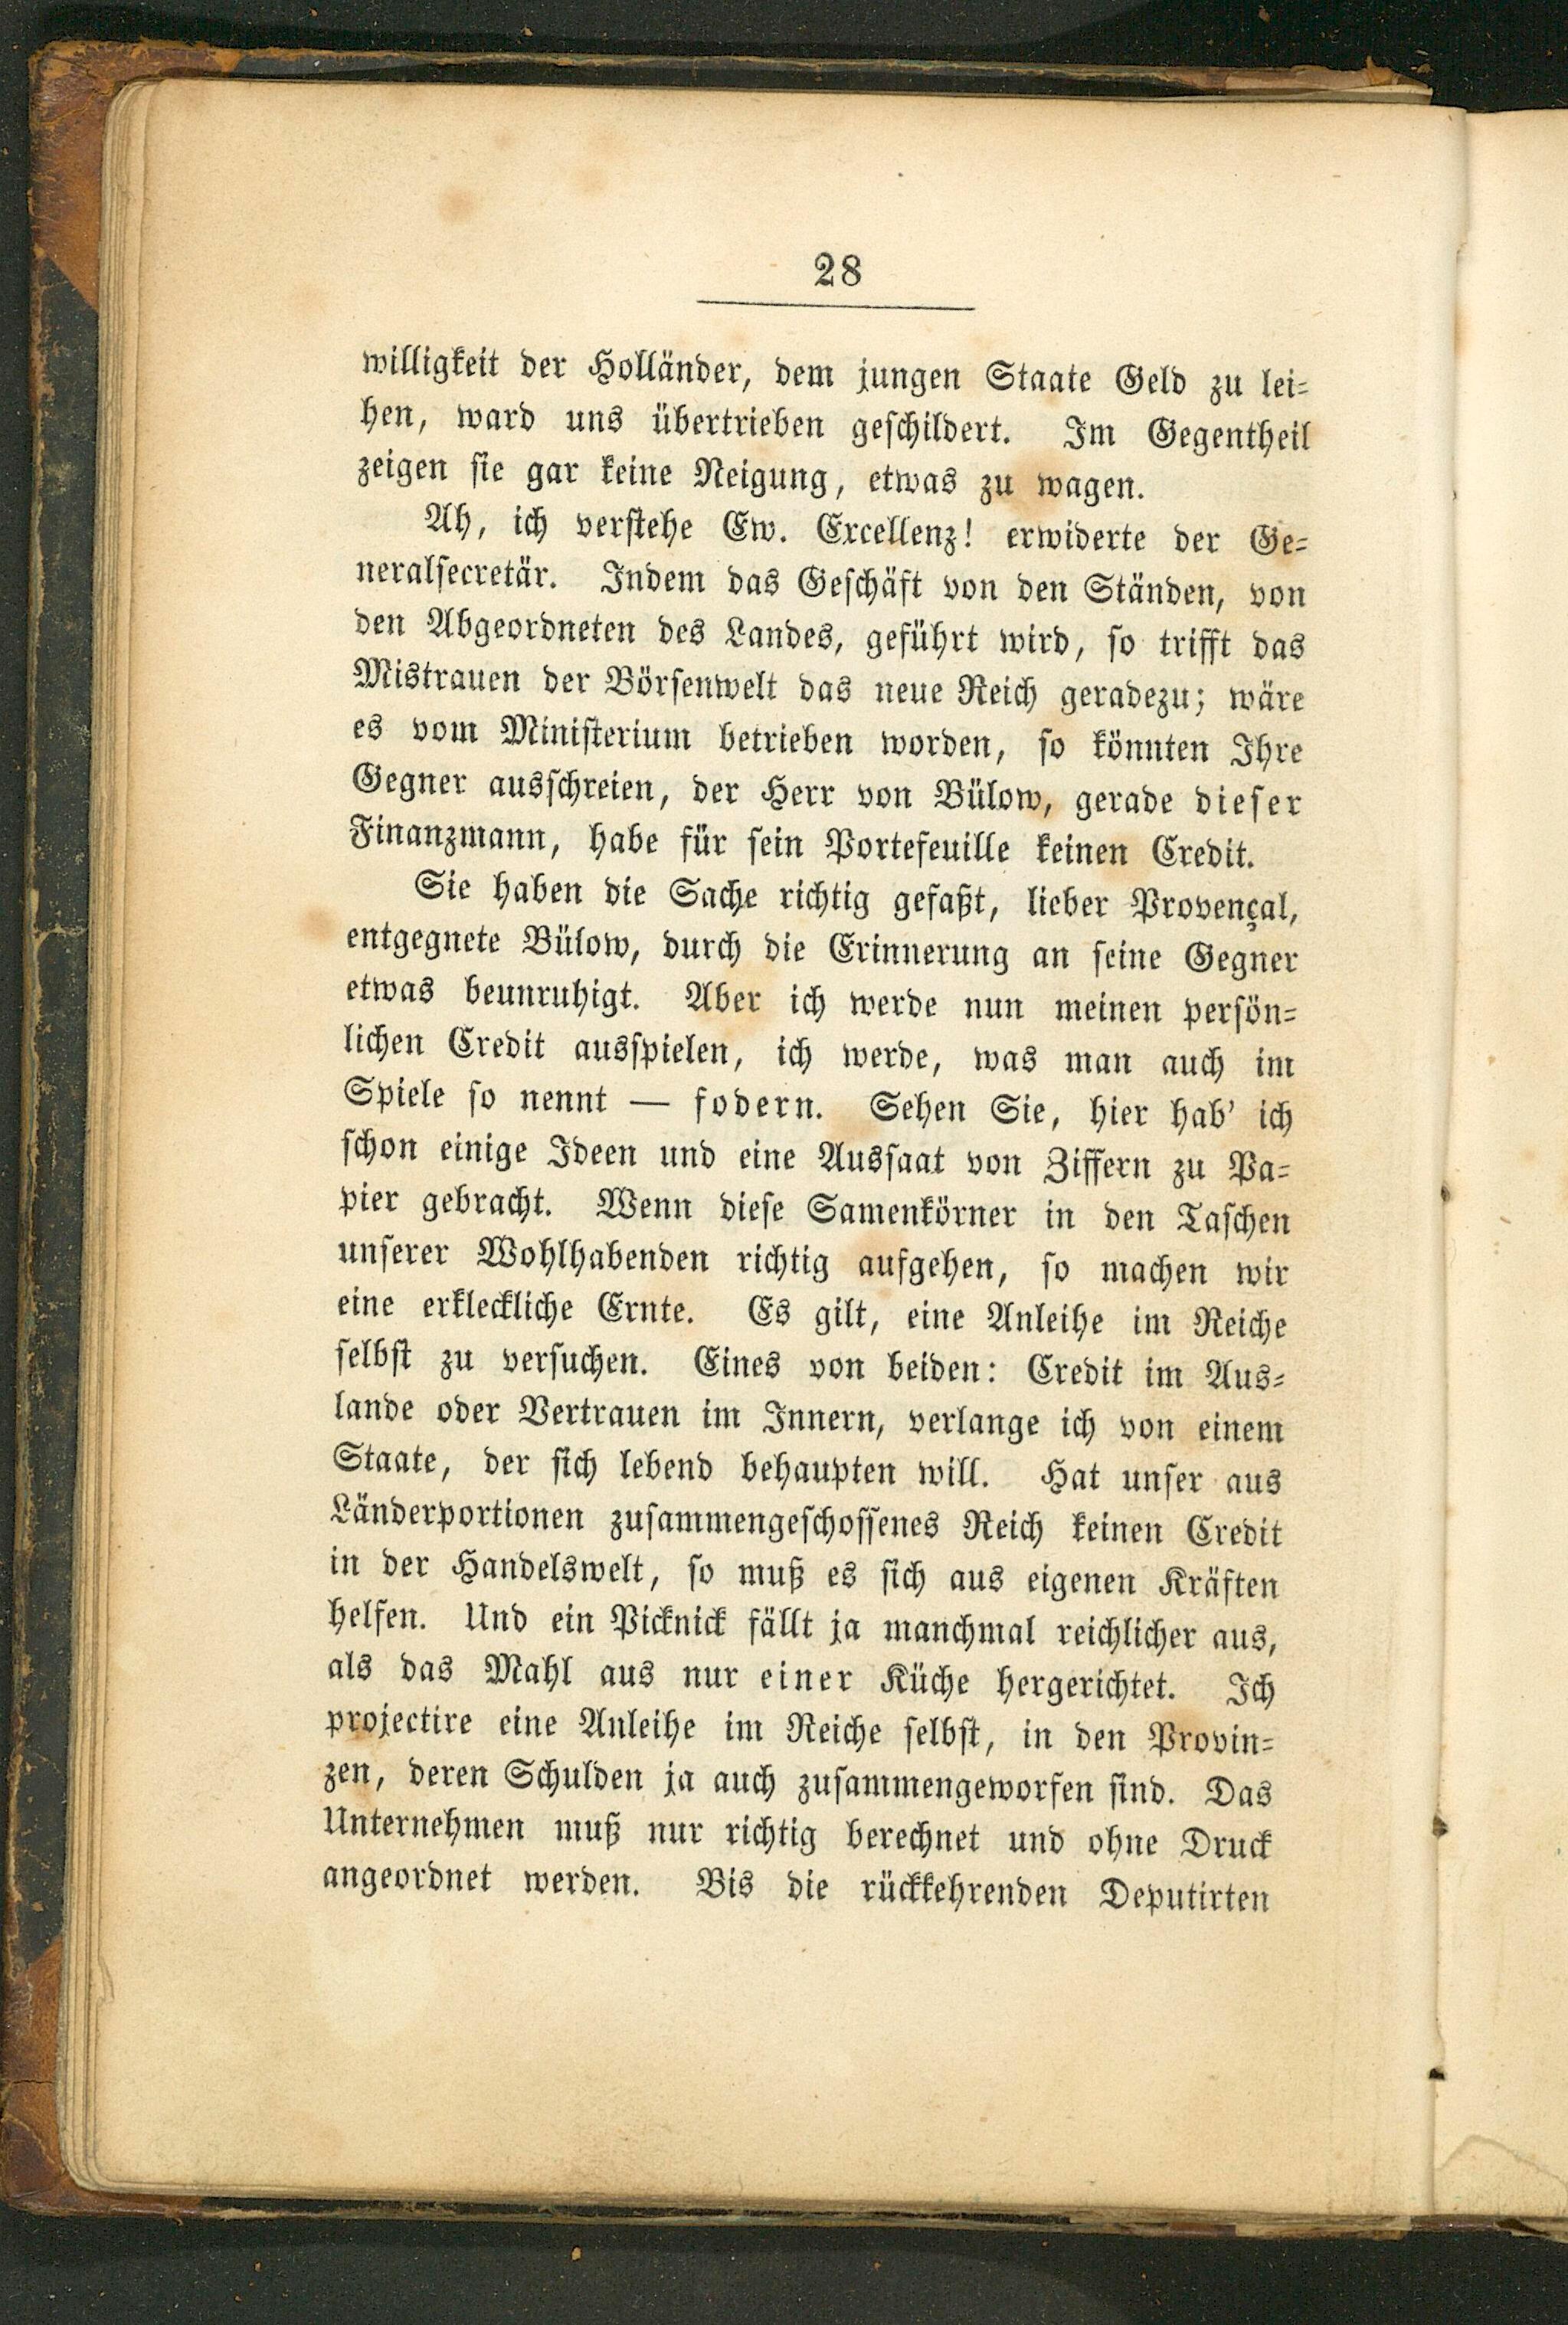 28
willigkeit der Holländer, dem jungen Staate Geld zu lei-
hen, ward uns übertrieben geschildert. Im Gegentheil
zeigen sie gar keine Neigung, etwas zu wagen.
Ah, ich verstehe Ew. Excellenz! erwiderte der Ge-
neralsecretär. Indem das Geschäft von den Ständen, von
den Abgeordneten des Landes, geführt wird, so trifft das
Mistrauen der Börsenwelt das neue Reich geradezu; wäre
es vom Ministerium betrieben worden, so könnten Ihre
Gegner ausschreien, der Herr von Bülow, gerade dieser
Finanzmann, habe für sein Portefeuille keinen Credit.
Sie haben die Sache richtig gefaßt, lieber Provençal,
entgegnete Bülow, durch die Erinnerung an seine Gegner
etwas beunruhigt. Aber ich werde nun meinen persön-
lichen Credit ausspielen, ich werde, was man auch im
Spiele so nennt — fodern. Sehen Sie, hier hab' ich
schon einige Ideen und eine Aussaat von Ziffern zu Pa-
pier gebracht. Wenn diese Samenkörner in den Taschen
unserer Wohlhabenden richtig aufgehen, so machen wir
eine erkleckliche Ernte. Es gilt, eine Anleihe im Reiche
selbst zu versuchen. Eines von beiden: Credit im Aus-
lande oder Vertrauen im Innern, verlange ich von einem
Staate, der sich lebend behaupten will. Hat unser aus
Länderportionen zusammengeschossenes Reich keinen Credit
in der Handelswelt, so muß es sich aus eigenen Kräften
helfen. Und ein Picknick fällt ja manchmal reichlicher aus,
als das Mahl aus nur einer Küche hergerichtet. Ich
projectire eine Anleihe im Reiche selbst, in den Provin-
zen, deren Schulden ja auch zusammengeworfen sind. Das
Unternehmen muß nur richtig berechnet und ohne Druck
angeordnet werden. Bis die rückkehrenden Deputirten